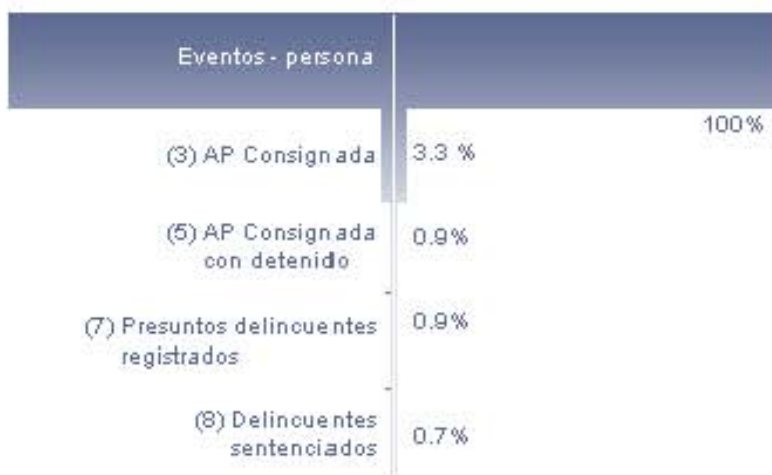 Eventos - persona
100%
(3) AP Consignada 3.3 %
(5) AP Consignada 0.9%
con detenido
(7) Presuntos delincuentes 0.9%
registrados
(8) Delincuentes
sentenciados 0.7%